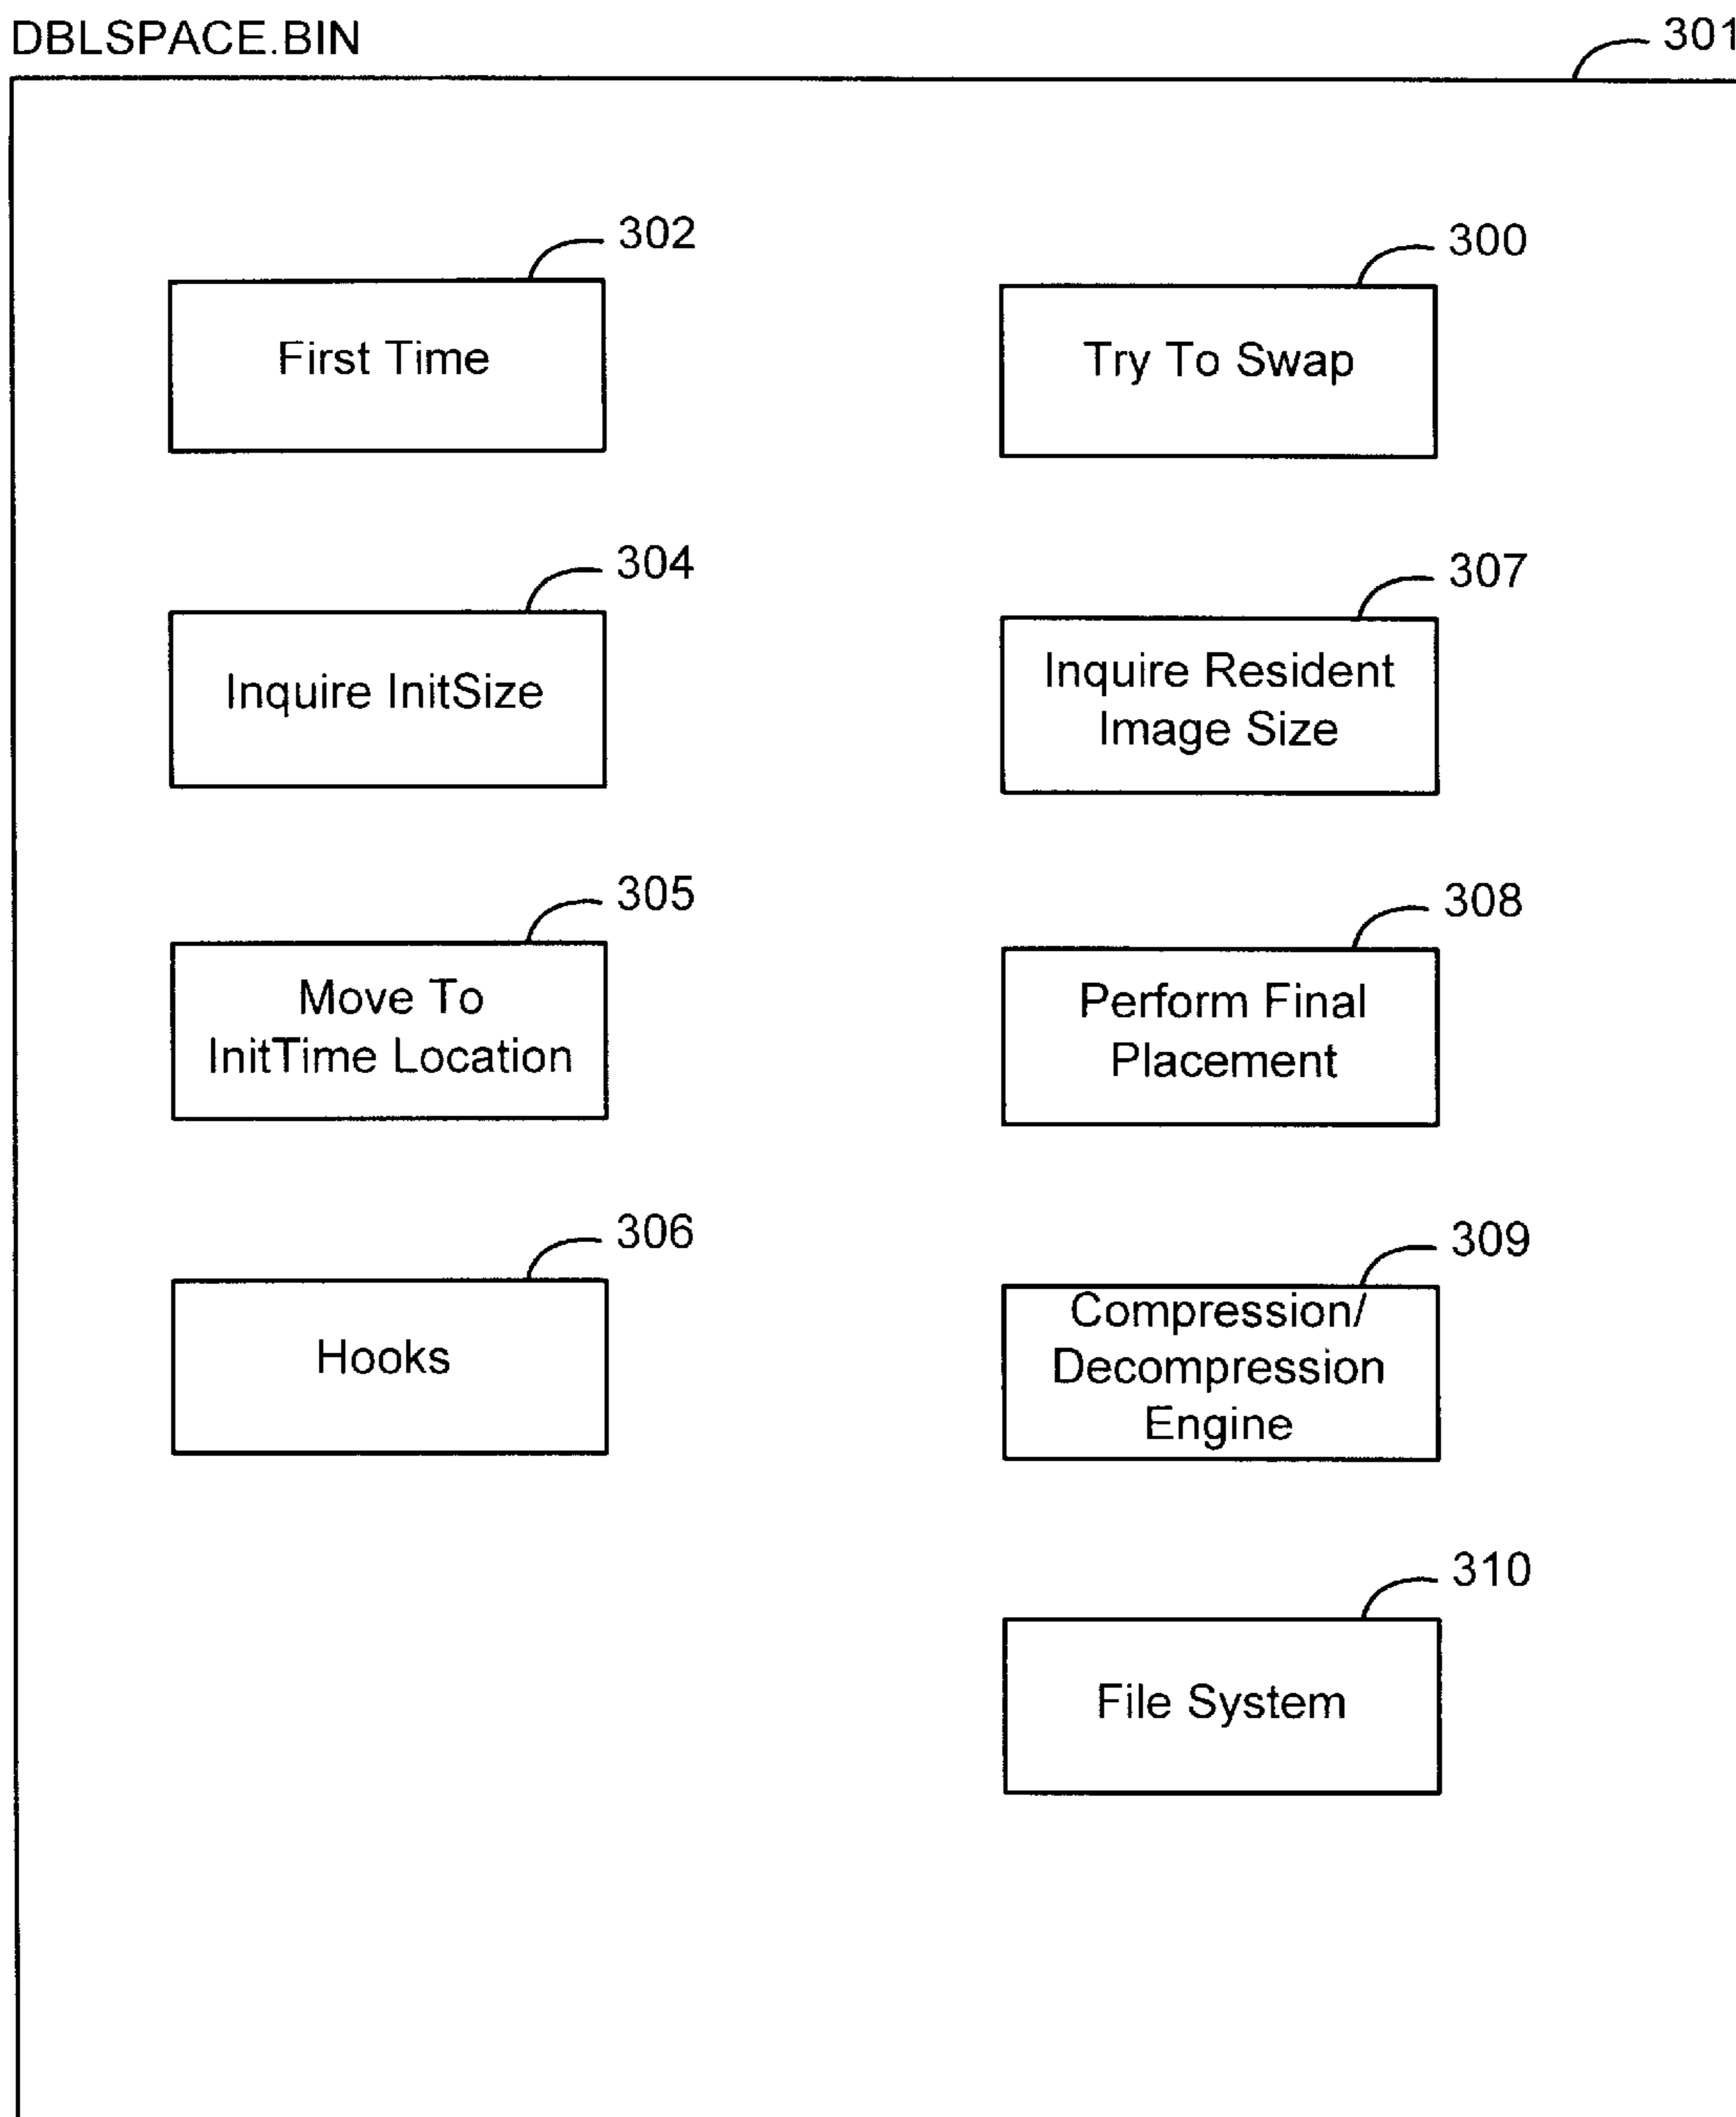 DBLSPACE.BIN
301
302
First Time
300
Try To Swap
304
Inquire InitSize
307
Inquire Resident
Image Size
305
Move To
InitTime Location
308
Perform Final
Placement
306
Hooks
309
Compression/
Decompression
Engine
310
File System